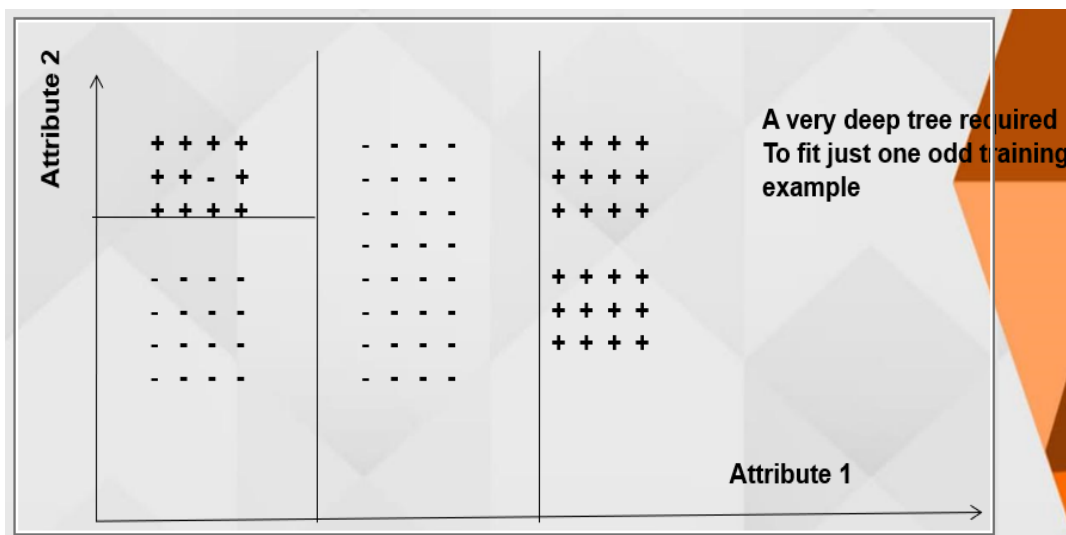 Attribute 2
A very deep tree required
To fit just one odd training
example
+ + + +
+ + - +
+ + + +
- - - -
- - - -
- - - -
- - - -
- - - -
- - - -
- - - -
- - - -
- - - -
- - - -
- - - -
- - - -
+ + + +
+ + + +
+ + + +
+ + + +
+ + + +
+ + + +
Attribute 1